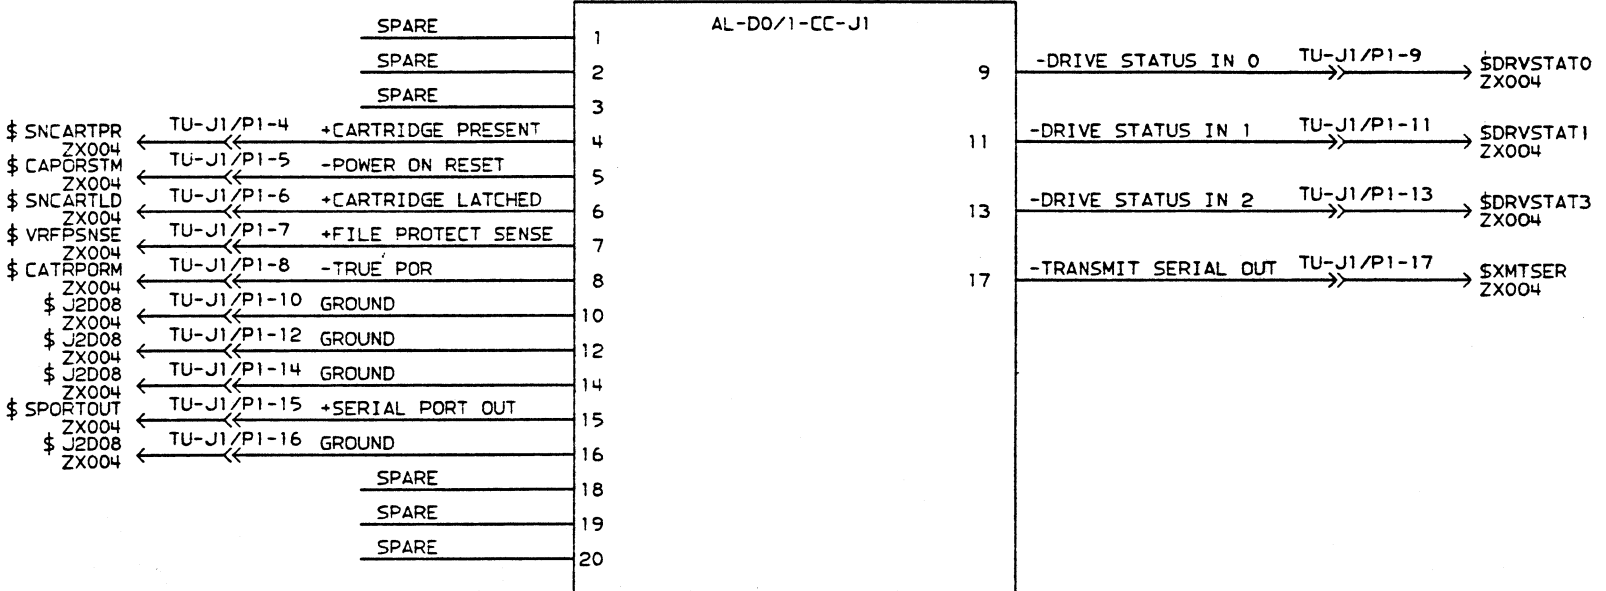 AL-D0/1-CC-J1
SPARE 1
SPARE 2
SPARE 3
$ SNCARTPR TU-J1/P1-4 +CARTRIDGE PRESENT 4
ZX004
$ CAPORSTM TU-J1/P1-5 -POWER ON RESET 5
ZX004
$ SNCARTLD TU-J1/P1-6 +CARTRIDGE LATCHED 6
ZX004
$ VRFPSNSE TU-J1/P1-7 +FILE PROTECT SENSE 7
ZX004
$ CATRPORM TU-J1/P1-8 -TRUE POR 8
ZX004
$ J2D08 TU-J1/P1-10 GROUND 10
ZX004
$ J2D08 TU-J1/P1-12 GROUND 12
ZX004
$ J2D08 TU-J1/P1-14 GROUND 14
ZX004
$ SPORTOUT TU-J1/P1-15 +SERIAL PORT OUT 15
ZX004
$ J2D08 TU-J1/P1-16 GROUND 16
ZX004
SPARE 18
SPARE 19
SPARE 20
9 -DRIVE STATUS IN 0 TU-J1/P1-9 $DRVSTAT0
ZX004
11 -DRIVE STATUS IN 1 TU-J1/P1-11 $DRVSTAT1
ZX004
13 -DRIVE STATUS IN 2 TU-J1/P1-13 $DRVSTAT3
ZX004
17 -TRANSMIT SERIAL OUT TU-J1/P1-17 $XMTSER
ZX004